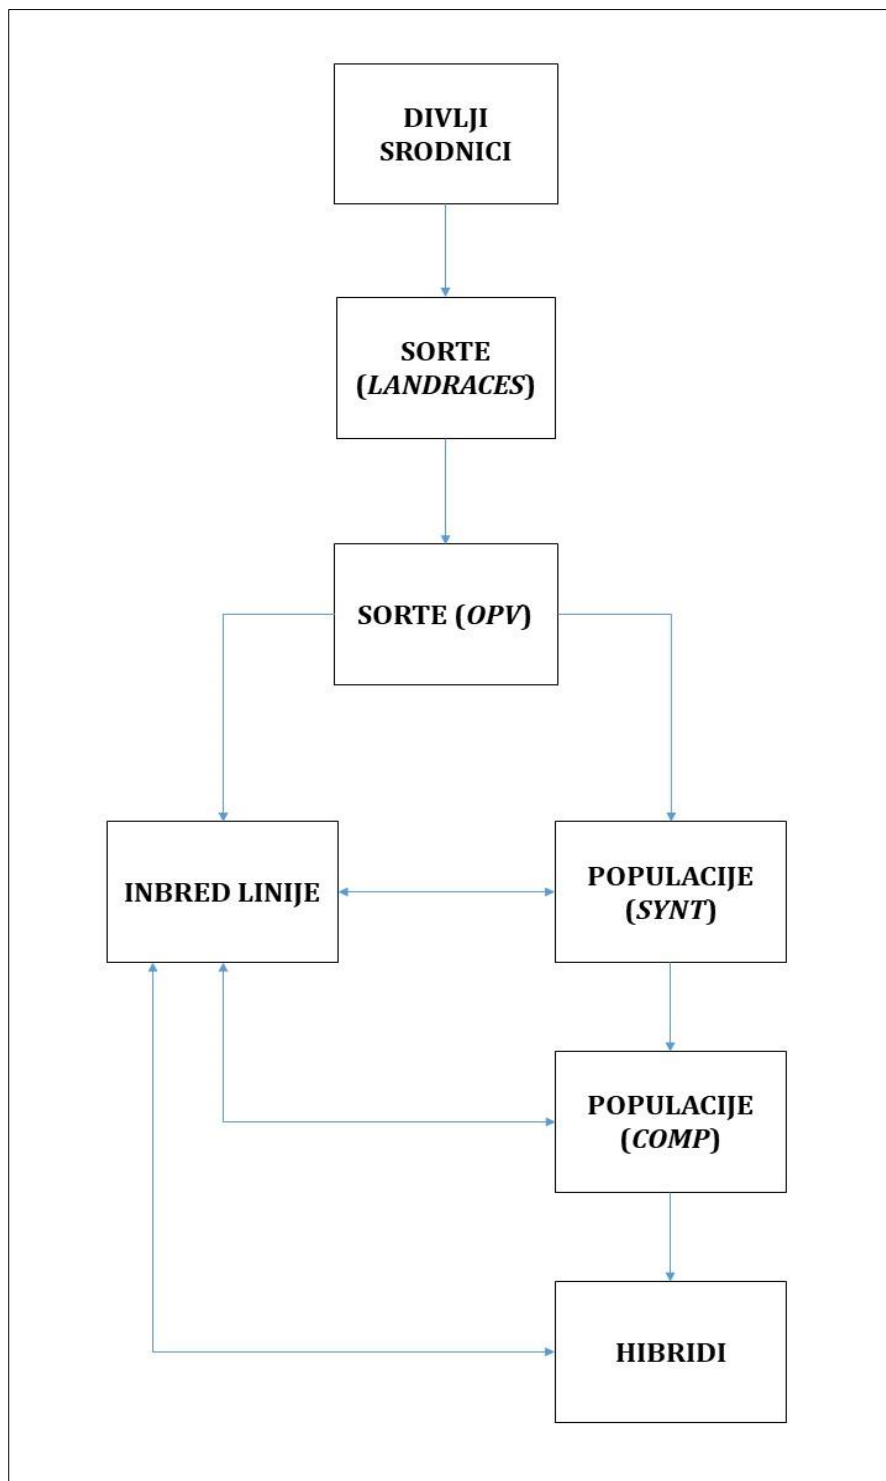 DIVLJI
SRODNICI
SORTE
(LANDRACES)
SORTE (OPV)
INBRED LINIJE
POPULACIJE
(SYNT)
POPULACIJE
(COMP)
HIBRIDI